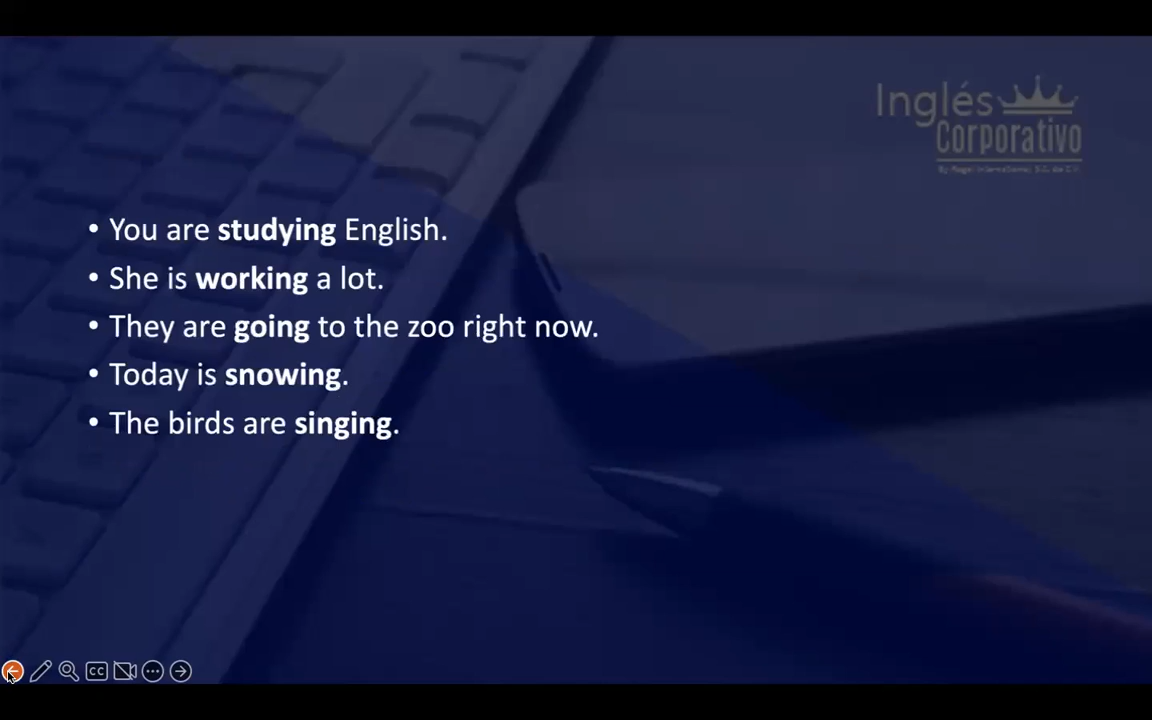 Inglés
Corporativo
• You are studying English.
• She is working a lot.
• They are going to the zoo right now.
• Today is snowing.
• The birds are singing.
CC